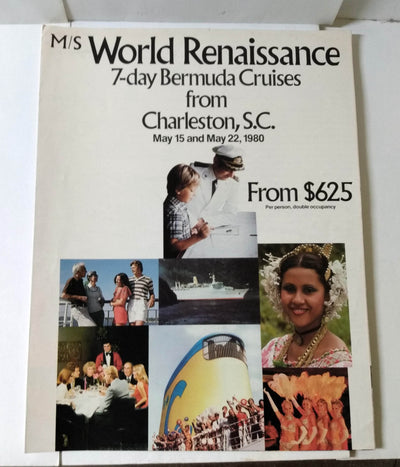 M/S World Renaissance
7-day Bermuda Cruises
from
Charleston, S.C.
May 15 and May 22, 1980
From $625
Per person, double occupancy